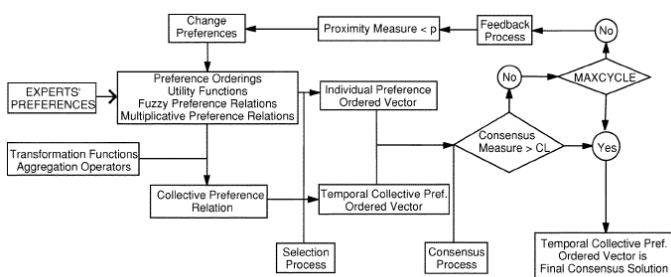 Change
Preferences
Proximity Measure < p
Feedback
Process
No
EXPERTS'
PREFERENCES
Preference Orderings
Utility Functions
Fuzzy Preference Relations
Multiplicative Preference Relations
Individual Preference
Ordered Vector
No
MAXCYCLE
Transformation Functions
Aggregation Operators
Consensus
Measure > CL
Yes
Collective Preference
Relation
Temporal Collective Pref.
Ordered Vector
Selection
Process
Consensus
Process
Temporal Collective Pref.
Ordered Vector is
Final Consensus Solution